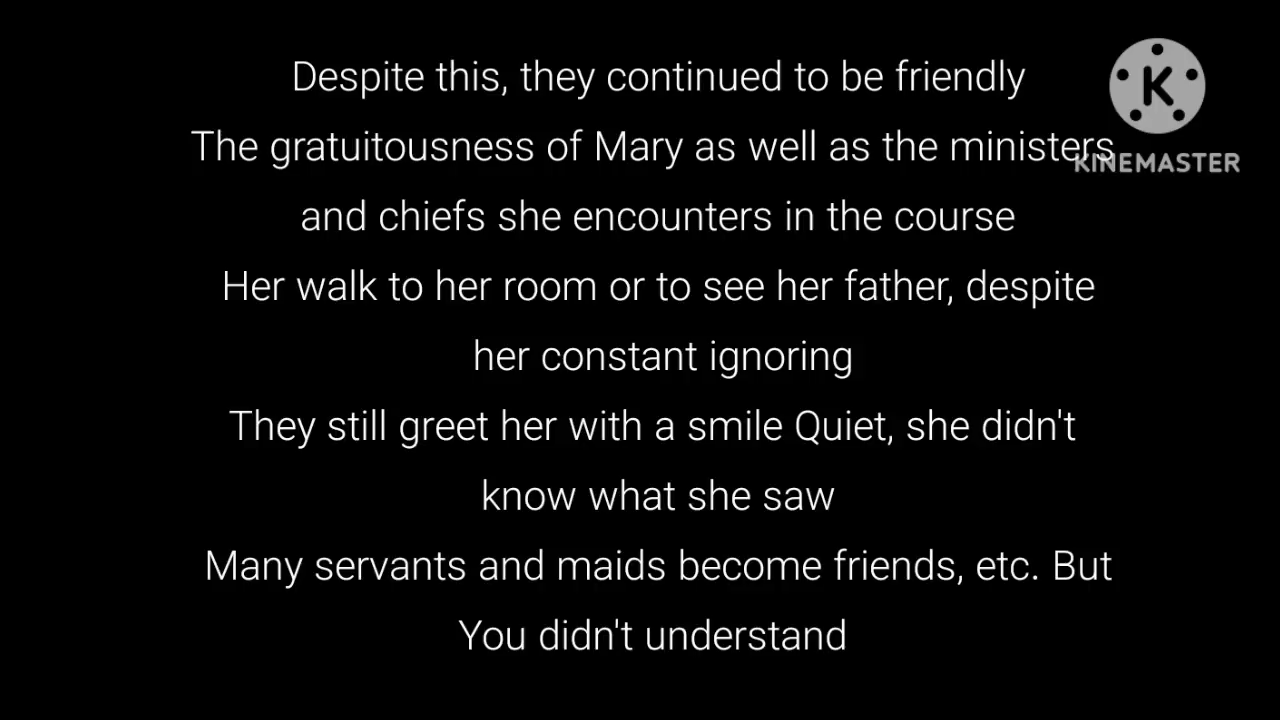 Despite this, they continued to be friendly
The gratuitousness of Mary as well as the ministers
and chiefs she encounters in the course
Her walk to her room or to see her father, despite
her constant ignoring
They still greet her with a smile Quiet, she didn't
know what she saw
Many servants and maids become friends, etc. But
You didn't understand
K
KINEMASTER